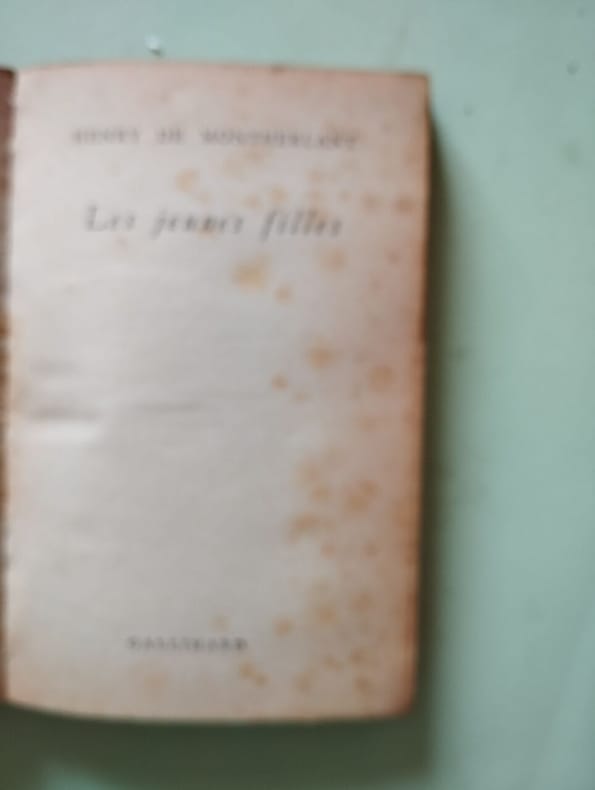 HENRY DE MONTHERLANT
Les jeunes filles
GALLIMARD